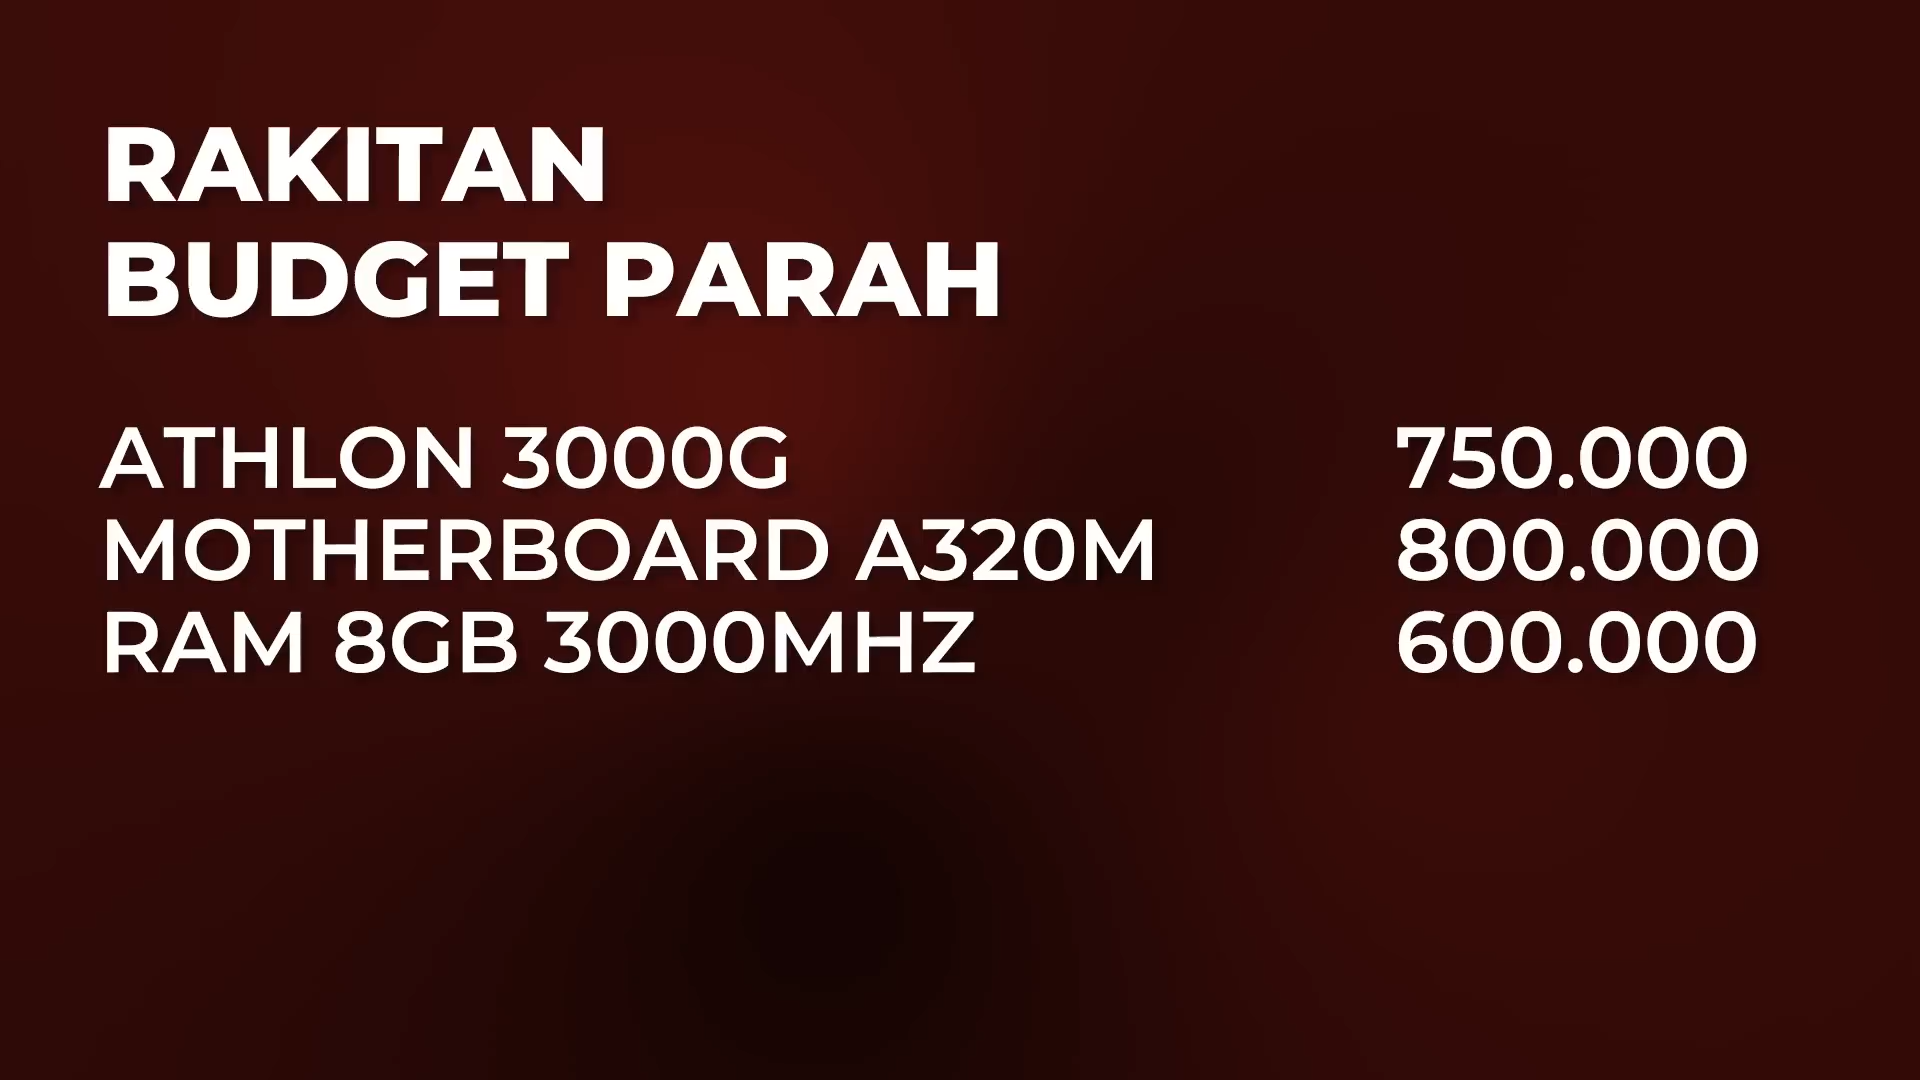 RAKITAN
BUDGET PARAH
ATHLON 3000G 750.000
MOTHERBOARD A320M 800.000
RAM 8GB 3000MHZ 600.000